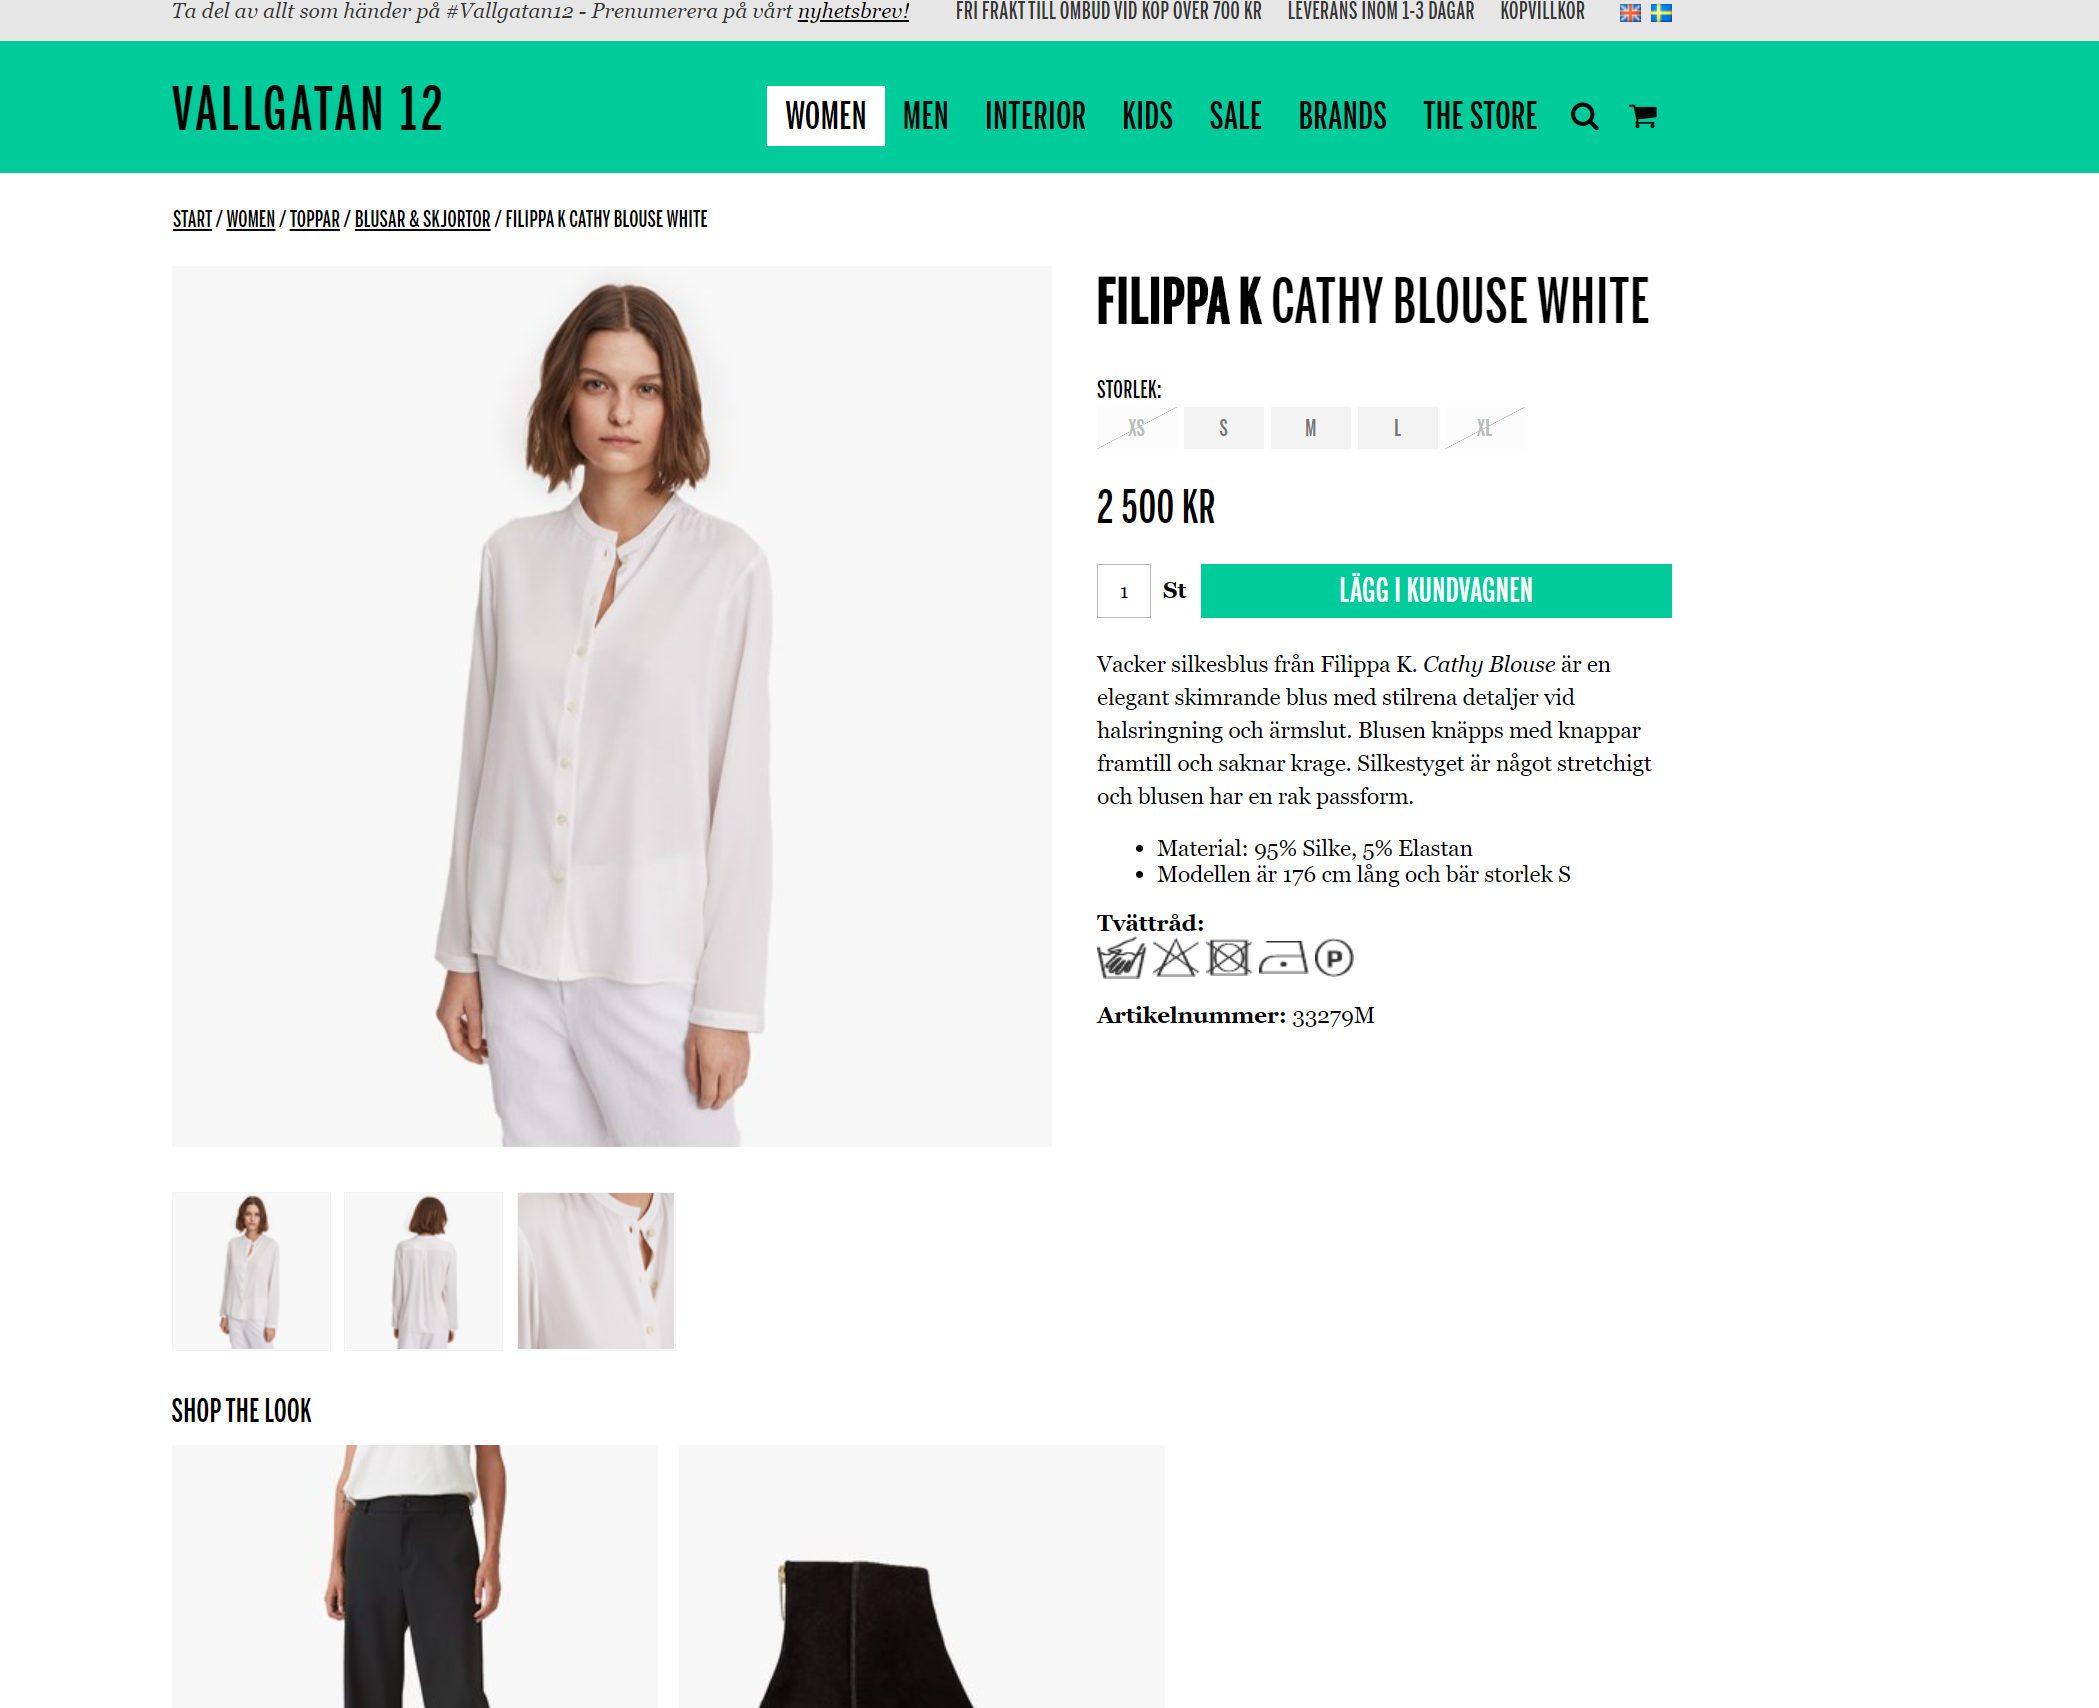 Ta del av allt som händer på #Vallgatan12 - Prenumerera på vårt nyhetsbrev!
FRI FRAKT TILL OMBUD VID KÖP ÖVER 700 KR
LEVERANS INOM 1-3 DAGAR
KÖPVILLKOR
VALLGATAN 12
WOMEN
MEN
INTERIOR
KIDS
SALE
BRANDS
THE STORE
START / WOMEN / TOPPAR / BLUSAR & SKJORTOR / FILIPPA K CATHY BLOUSE WHITE
FILIPPA K CATHY BLOUSE WHITE
STORLEK:
XS
S
M
L
XL
2 500 KR
1
St
LÄGG I KUNDVAGNEN
Vacker silkesblus från Filippa K. Cathy Blouse är en
elegant skimrande blus med stilrena detaljer vid
halsringning och ärmslut. Blusen knäpps med knappar
framtill och saknar krage. Silkestyget är något stretchigt
och blusen har en rak passform.
• Material: 95% Silke, 5% Elastan
• Modellen är 176 cm lång och bär storlek S
Tvättråd:
P
Artikelnummer: 33279M
SHOP THE LOOK